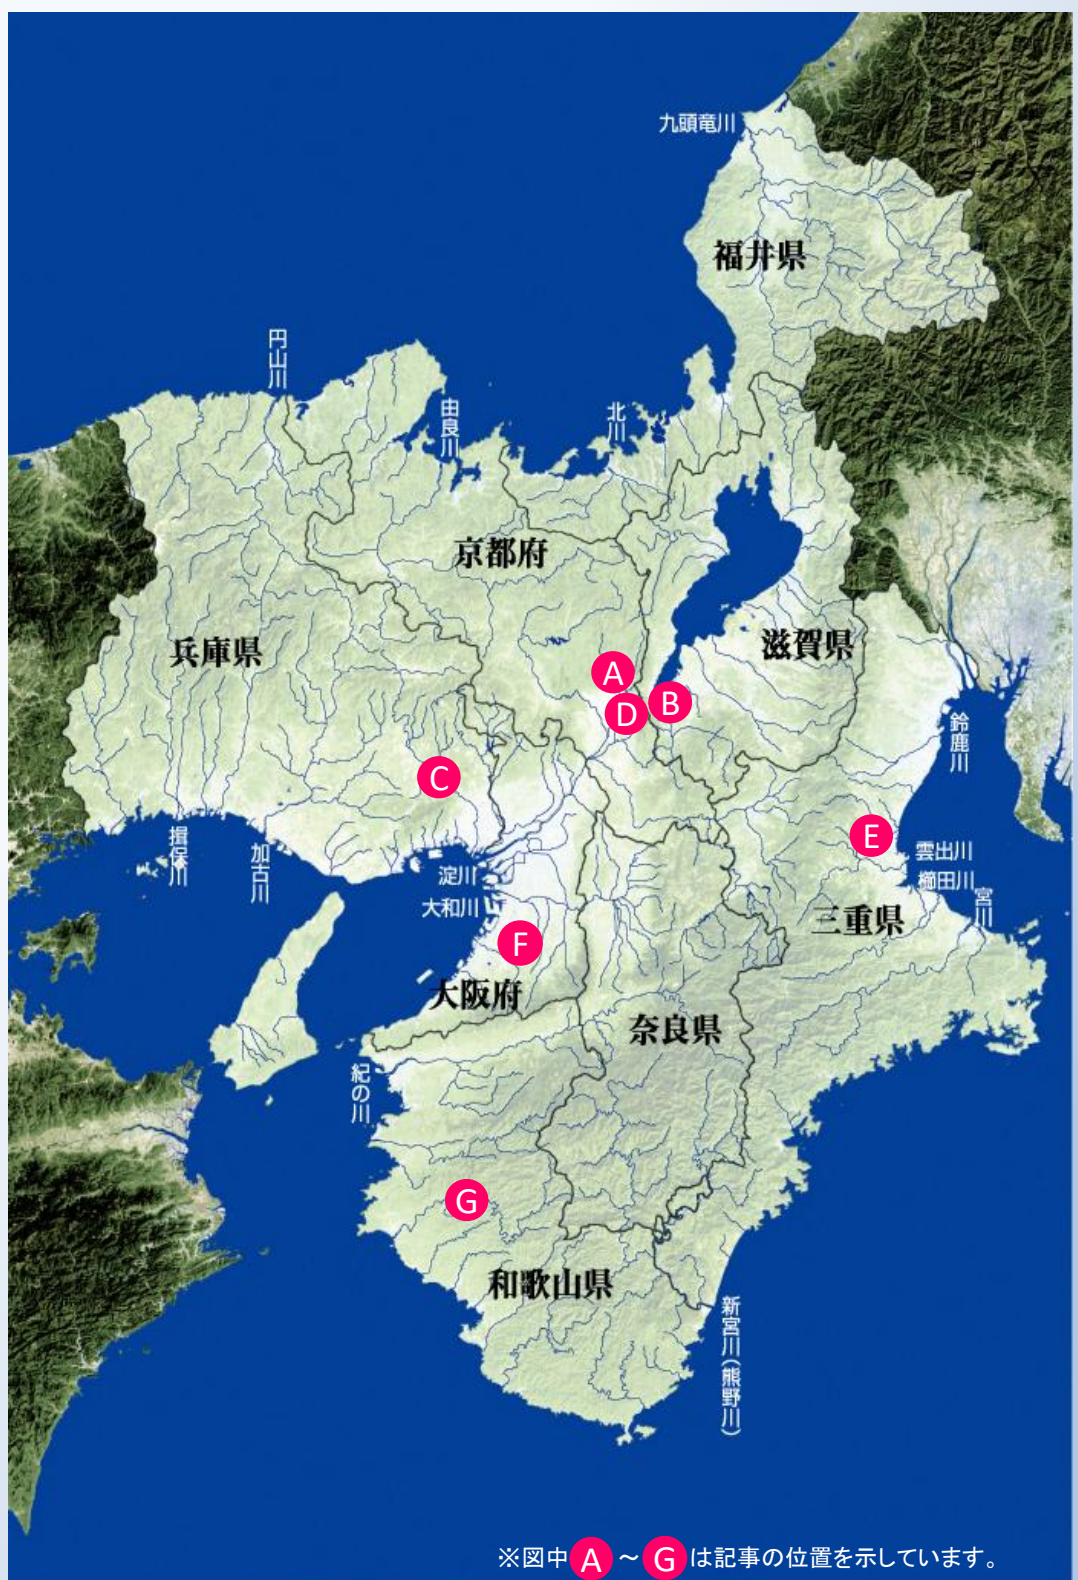 九頭竜川
福井県
円山川
由良川
北川
京都府
兵庫県
滋賀県
A
B
D
鈴鹿川
C
E
揖保川
加古川
淀川
大和川
雲出川
櫛田川
宮川
三重県
F
大阪府
奈良県
紀の川
G
和歌山県
新宮川(熊野川)
※図中 A ～ G は記事の位置を示しています。